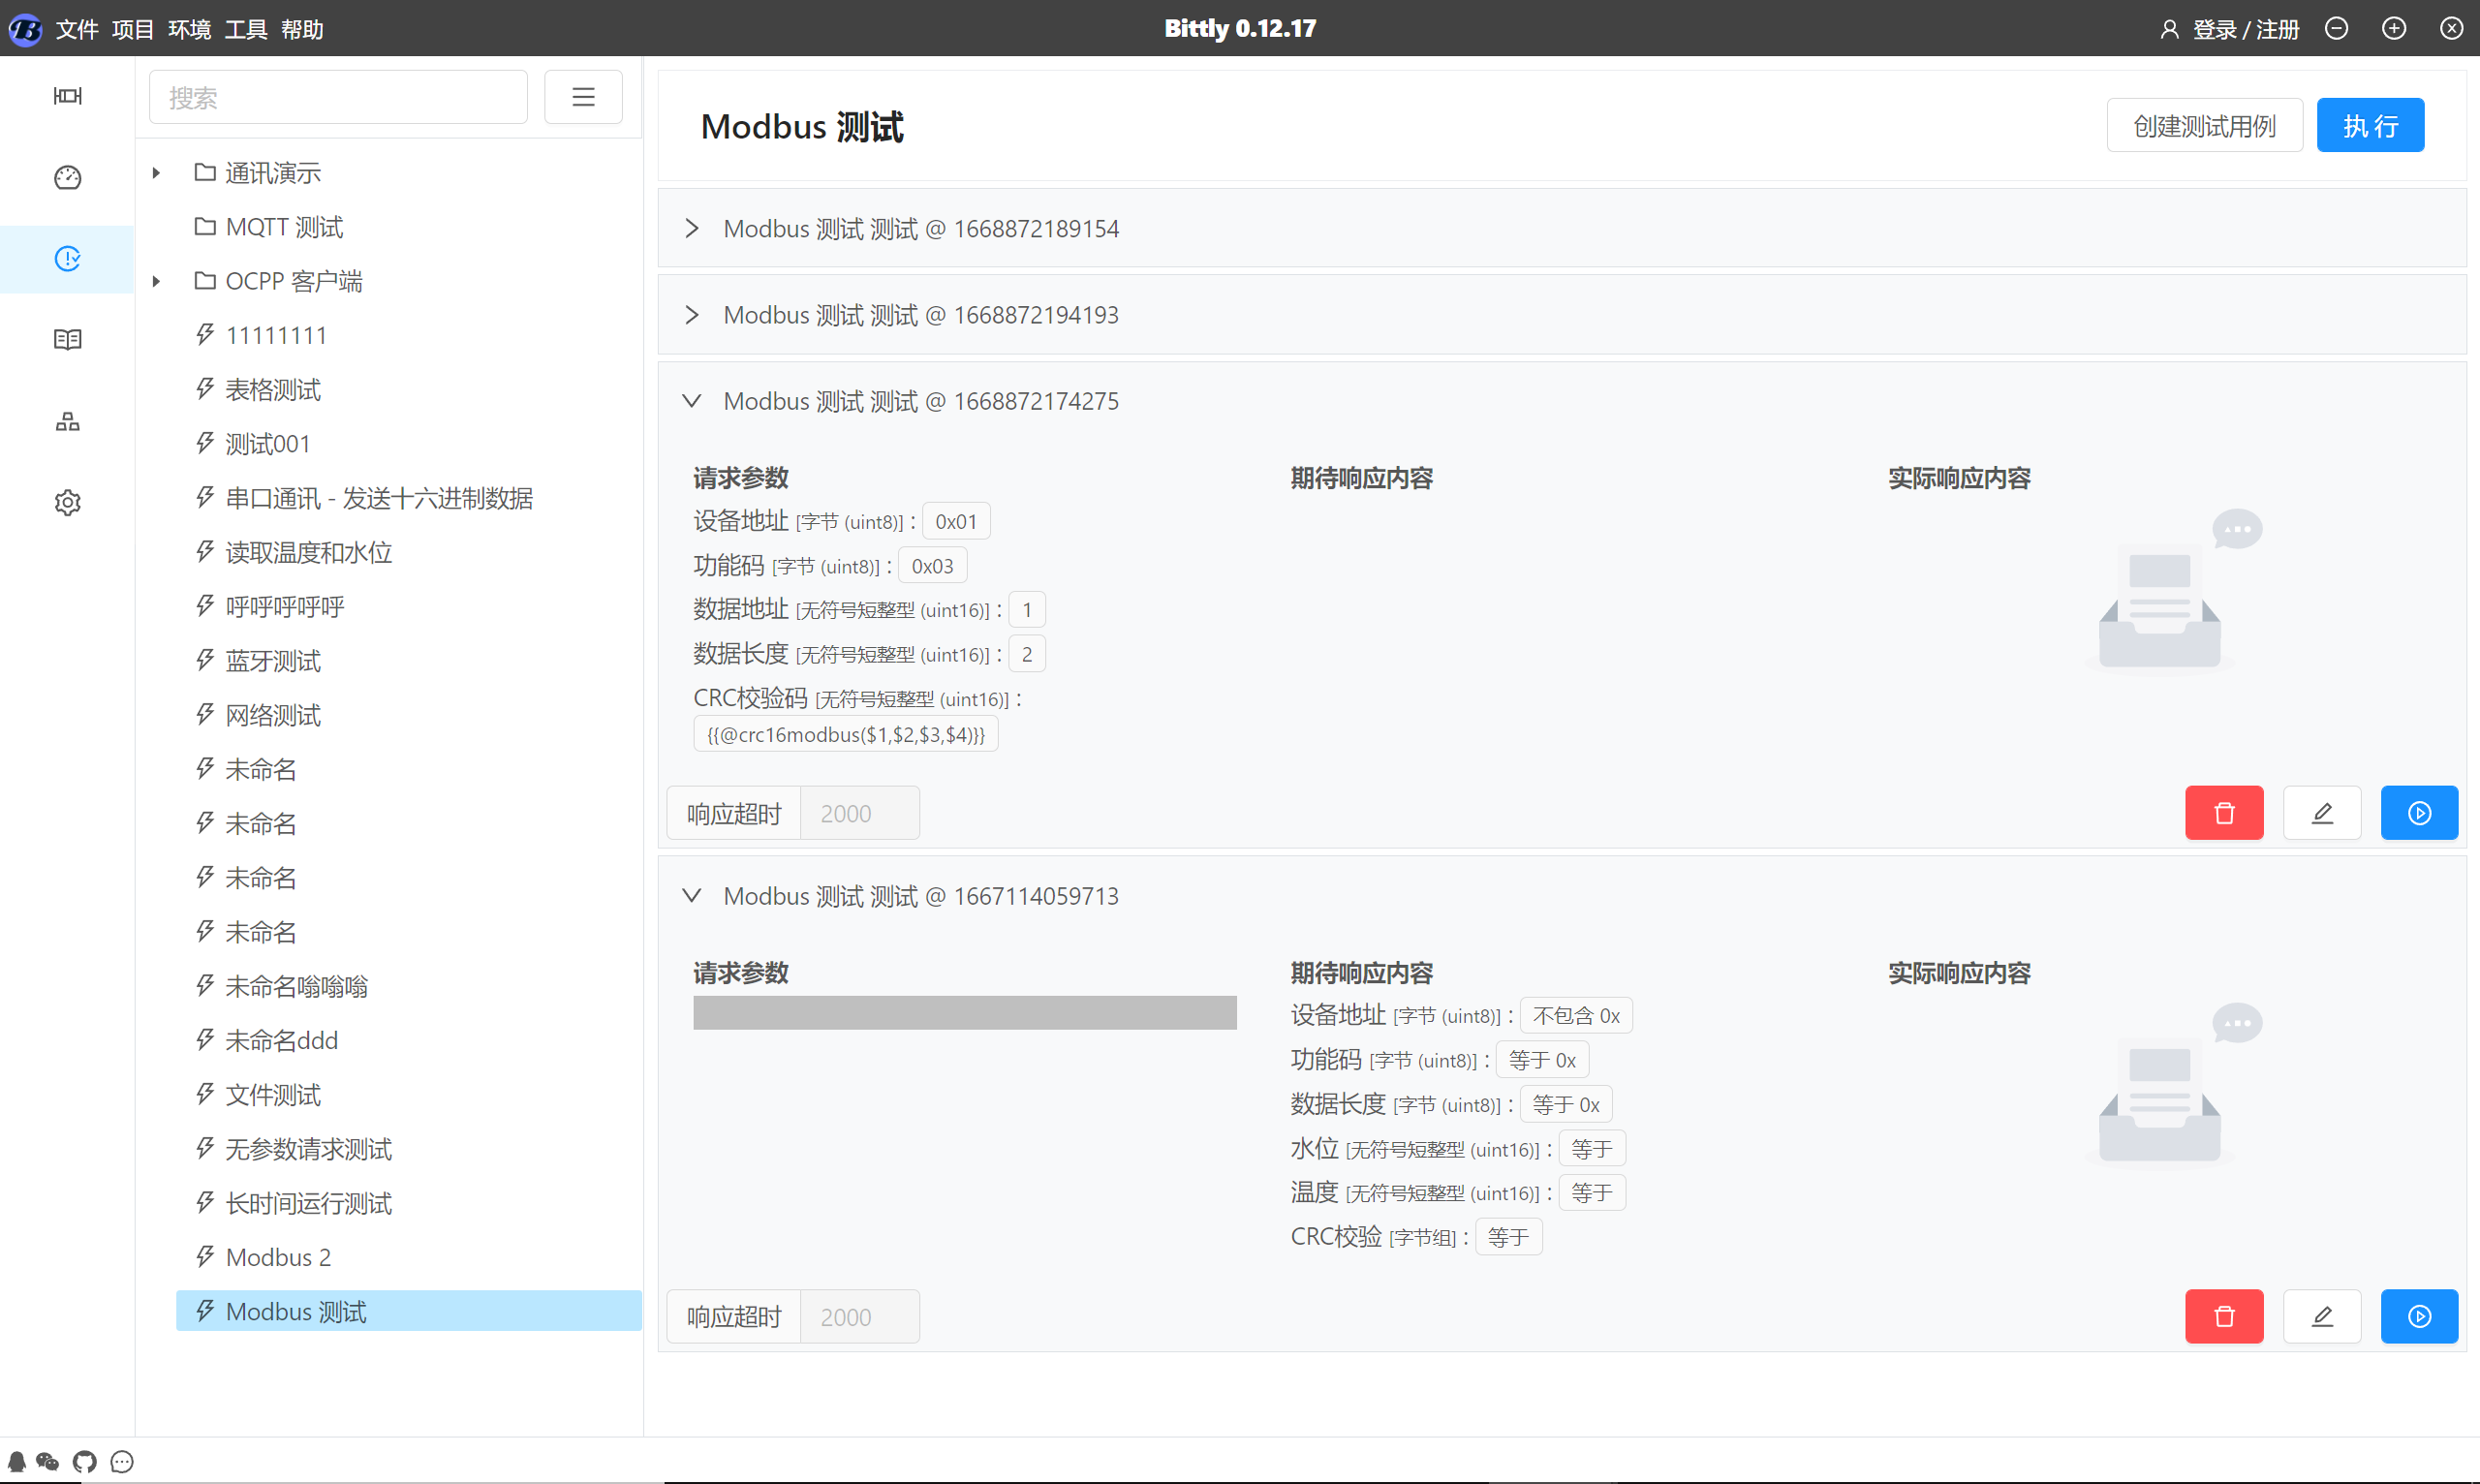 文件 项目 环境 工具 帮助
Bittly 0.12.17
登录 / 注册
搜索
通讯演示
MQTT 测试
OCPP 客户端
11111111
表格测试
测试001
串口通讯 - 发送十六进制数据
读取温度和水位
呼呼呼呼呼
蓝牙测试
网络测试
未命名
未命名
未命名
未命名
未命名嗡嗡嗡
未命名ddd
文件测试
无参数请求测试
长时间运行测试
Modbus 2
Modbus 测试
Modbus 测试
创建测试用例
执 行
Modbus 测试 测试 @ 1668872189154
Modbus 测试 测试 @ 1668872194193
Modbus 测试 测试 @ 1668872174275
请求参数
设备地址 [字节 (uint8)] : 0x01
功能码 [字节 (uint8)] : 0x03
数据地址 [无符号短整型 (uint16)] : 1
数据长度 [无符号短整型 (uint16)] : 2
CRC校验码 [无符号短整型 (uint16)] :
{{@crc16modbus($1,$2,$3,$4)}}
期待响应内容
实际响应内容
响应超时 2000
Modbus 测试 测试 @ 1667114059713
请求参数
期待响应内容
设备地址 [字节 (uint8)] : 不包含 0x
功能码 [字节 (uint8)] : 等于 0x
数据长度 [字节 (uint8)] : 等于 0x
水位 [无符号短整型 (uint16)] : 等于
温度 [无符号短整型 (uint16)] : 等于
CRC校验 [字节组] : 等于
实际响应内容
响应超时 2000